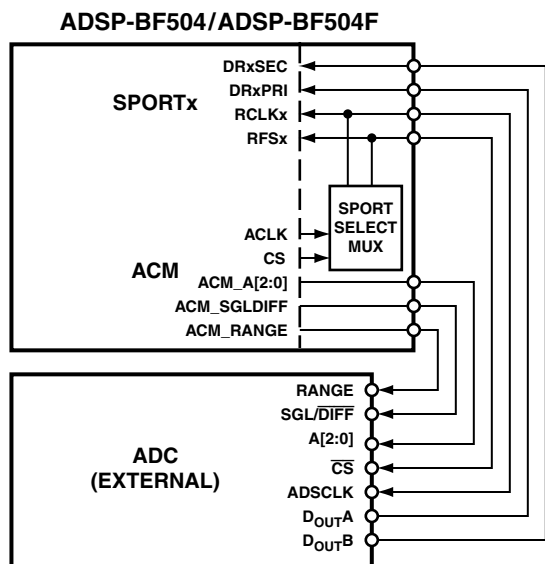 ADSP-BF504/ADSP-BF504F
DRxSEC
DRxPRI
SPORTx
RCLKx
RFSx
SPORT
SELECT
MUX
ACLK
CS
ACM
ACM_A[2:0]
ACM_SGLDIFF
ACM_RANGE
RANGE
SGL/DIFF
A[2:0]
ADC
(EXTERNAL)
CS
ADSCLK
DOUTA
DOUTB